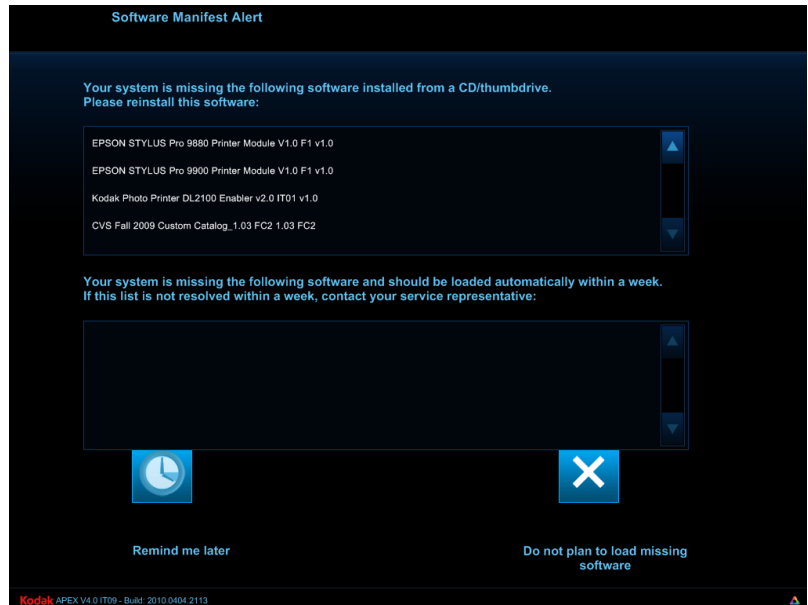 Software Manifest Alert
Your system is missing the following software installed from a CD/thumbdrive.
Please reinstall this software:
EPSON STYLUS Pro 9880 Printer Module V1.0 F1 v1.0
EPSON STYLUS Pro 9900 Printer Module V1.0 F1 v1.0
Kodak Photo Printer DL2100 Enabler v2.0 IT01 v1.0
CVS Fall 2009 Custom Catalog_1.03 FC2 1.03 FC2
Your system is missing the following software and should be loaded automatically within a week.
If this list is not resolved within a week, contact your service representative:
Remind me later
Do not plan to load missing
software
Kodak APEX V4.0 IT09 - Build: 2010.0404.2113